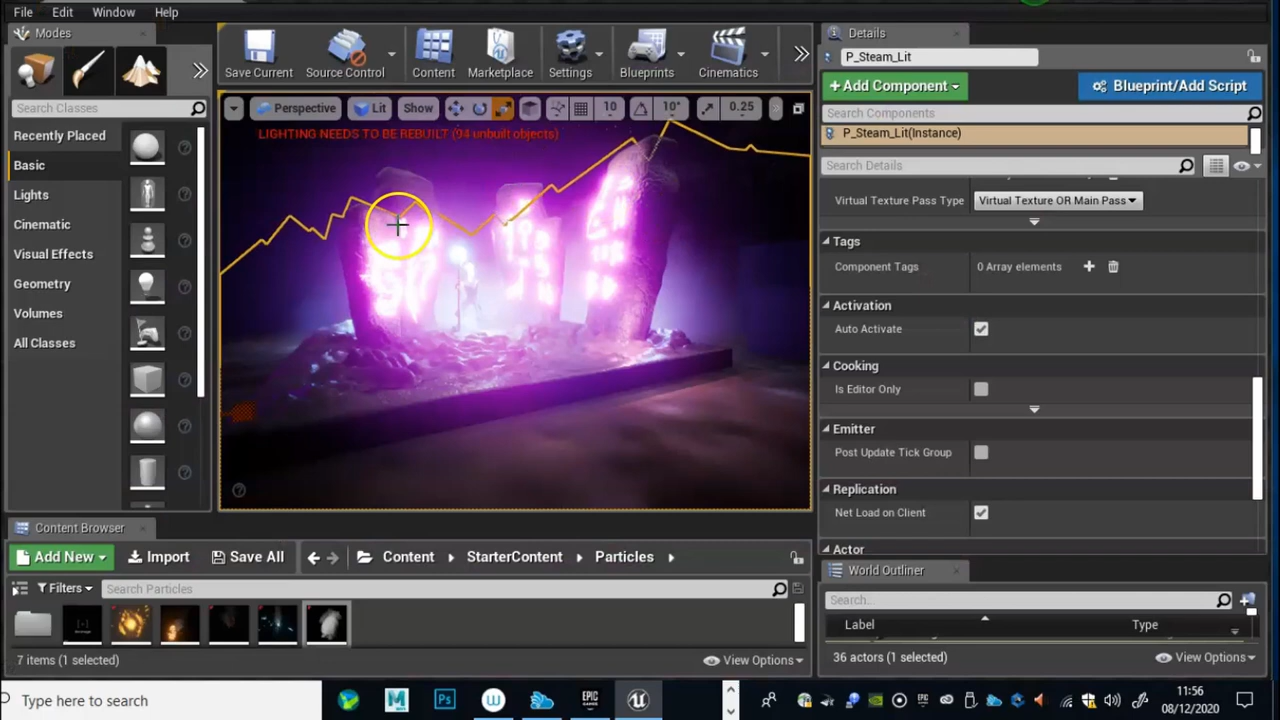 File Edit Window Help
Modes
Search Classes
Recently Placed
Basic
Lights
Cinematic
Visual Effects
Geometry
Volumes
All Classes
Save Current Source Control Content Marketplace Settings Blueprints Cinematics
Perspective Lit Show 10 10° 0.25
LIGHTING NEEDS TO BE REBUILT (94 unbuilt objects)
Details
P_Steam_Lit
+ Add Component Blueprint/Add Script
Search Components
P_Steam_Lit(Instance)
Search Details
Virtual Texture Pass Type Virtual Texture OR Main Pass
Tags
Component Tags 0 Array elements
Activation
Auto Activate
Cooking
Is Editor Only
Emitter
Post Update Tick Group
Replication
Net Load on Client
Actor
Content Browser
Add New Import Save All Content StarterContent Particles
Filters Search Particles
7 items (1 selected) View Options
World Outliner
Search...
Label Type
36 actors (1 selected) View Options
Type here to search
11:56
08/12/2020